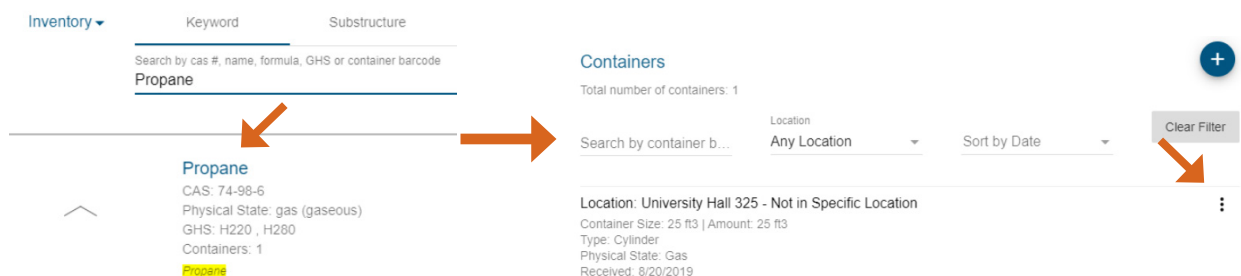 Inventory
Keyword
Substructure
Search by cas #, name, formula, GHS or container barcode
Propane
Propane
CAS: 74-98-6
Physical State: gas (gaseous)
GHS: H220 , H280
Containers: 1
Propane
Containers
+
Total number of containers: 1
Search by container b...
Location
Any Location
Sort by Date
Clear Filter
Location: University Hall 325 - Not in Specific Location
Container Size: 25 ft3 | Amount: 25 ft3
Type: Cylinder
Physical State: Gas
Received: 8/20/2019